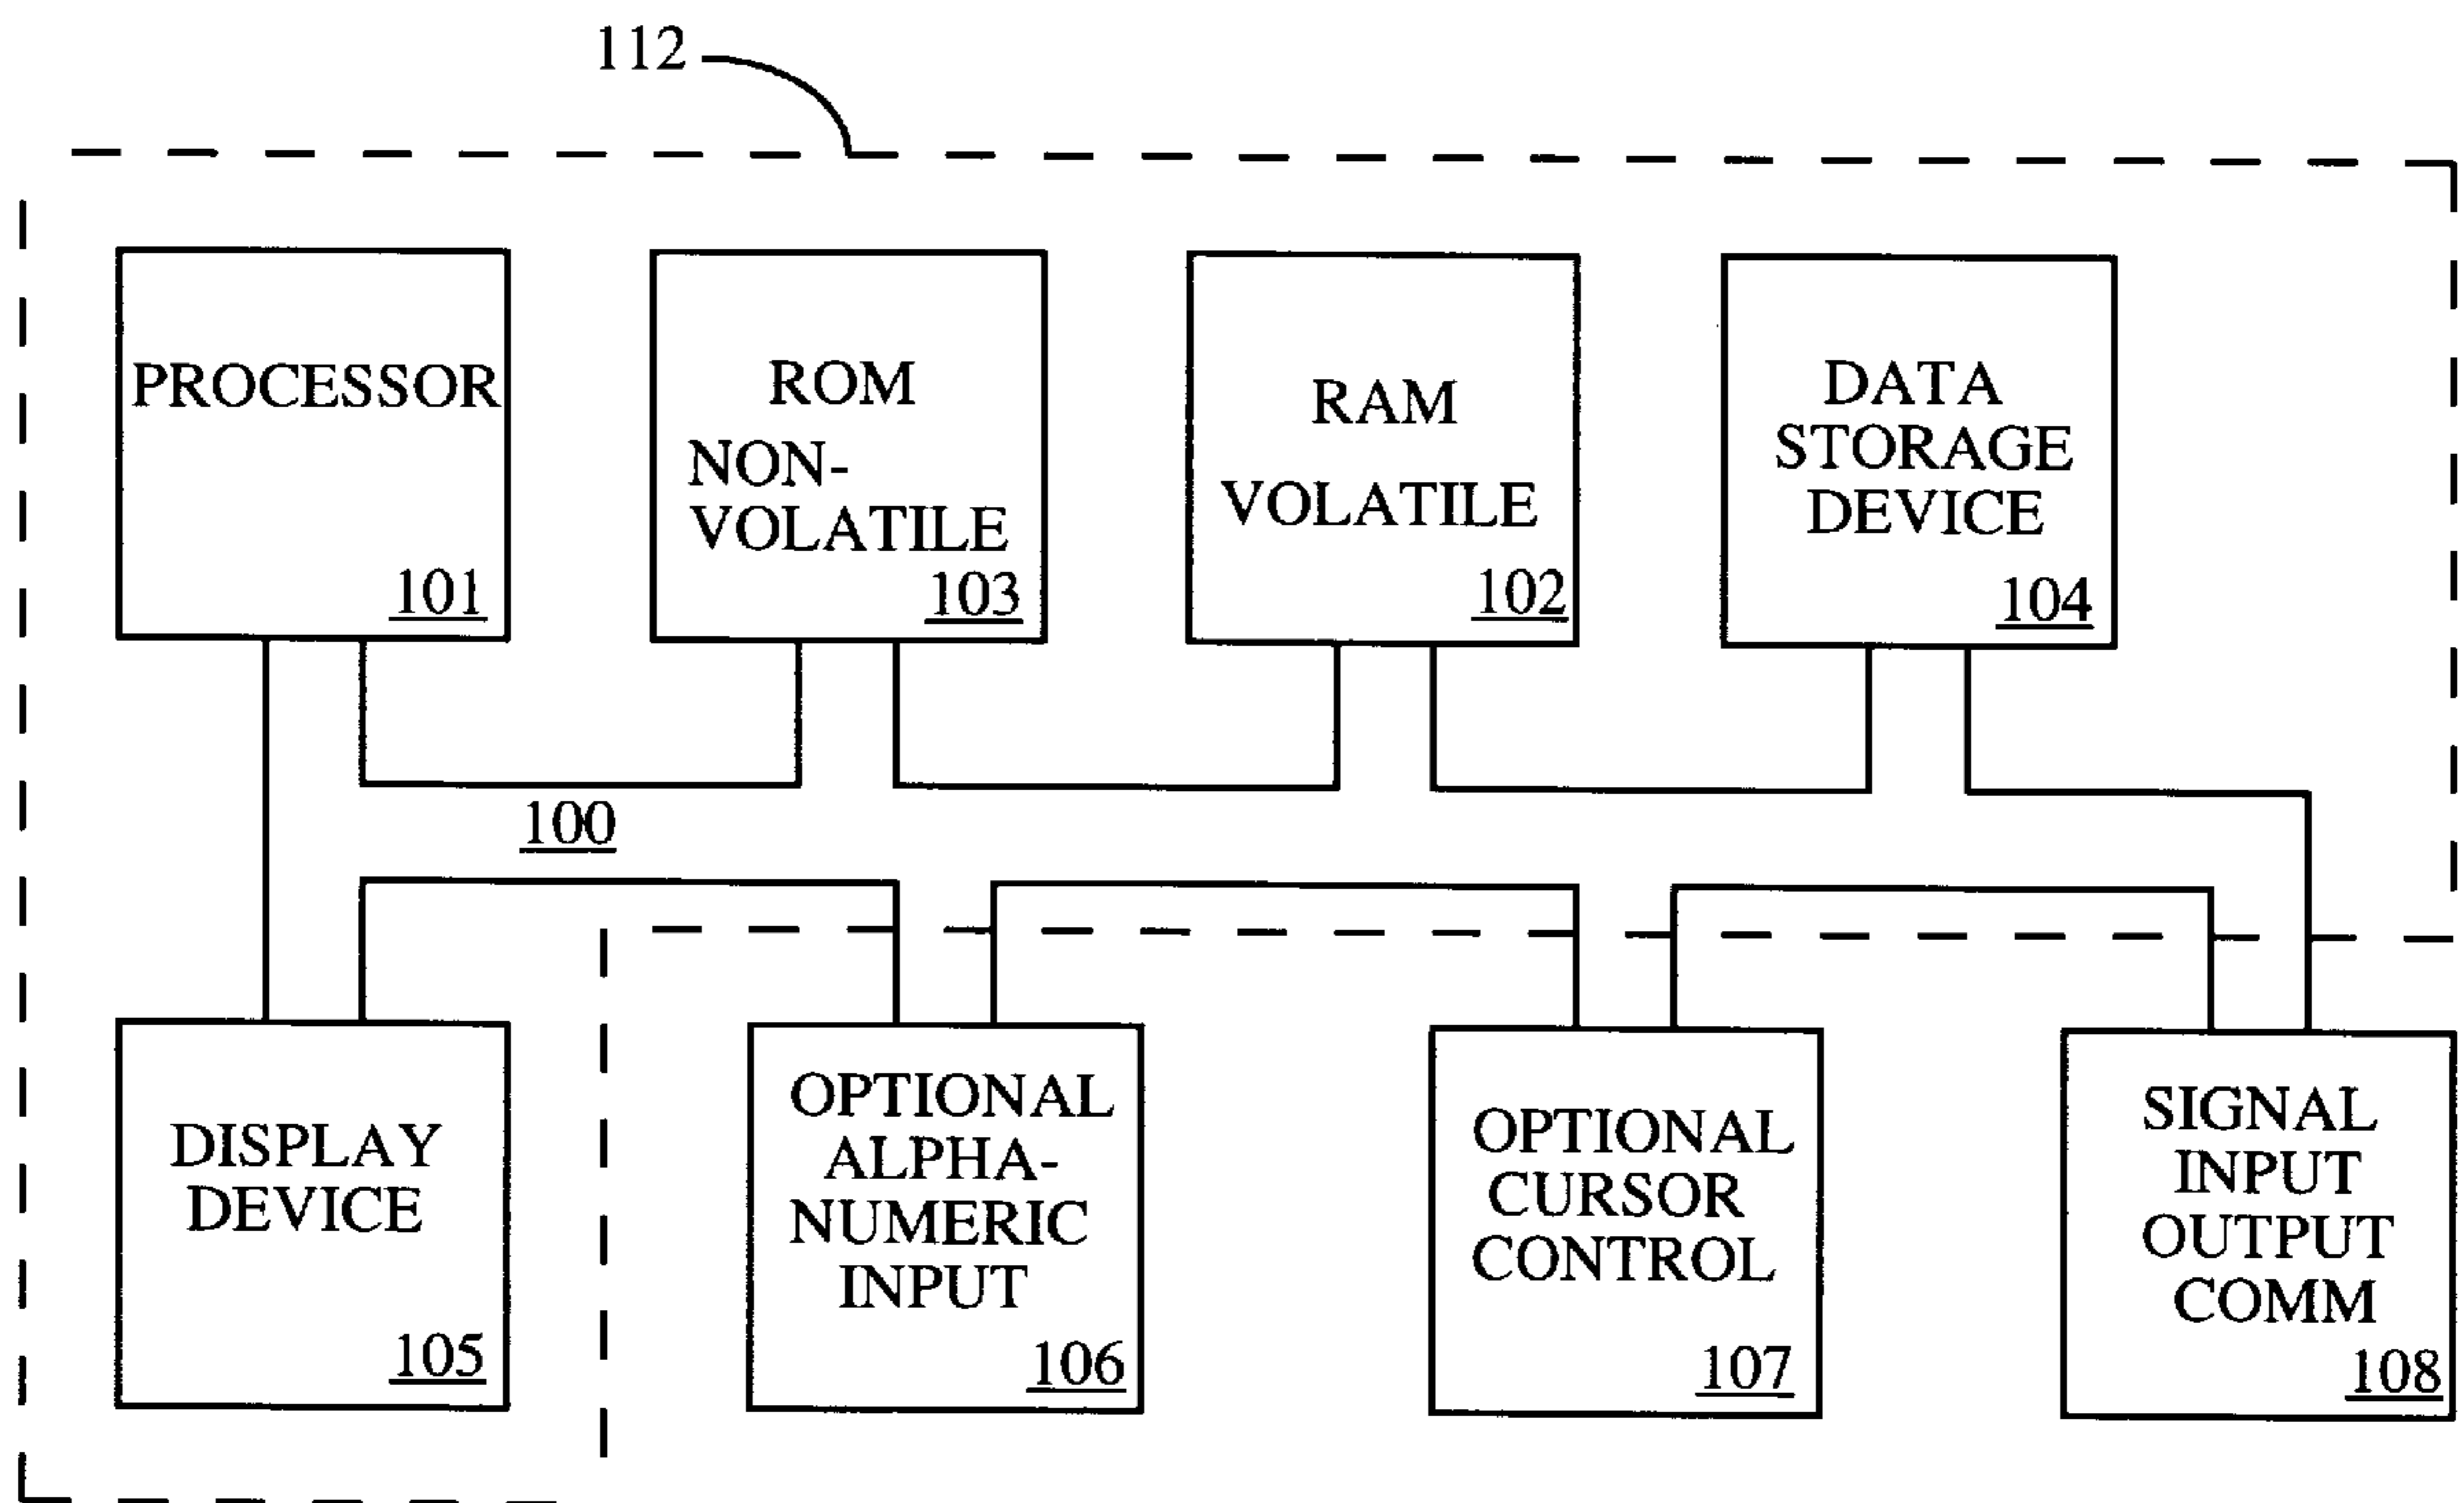 112
PROCESSOR
101
ROM
NON-
VOLATILE
103
RAM
VOLATILE
102
DATA
STORAGE
DEVICE
104
100
DISPLAY
DEVICE
105
OPTIONAL
ALPHA-
NUMERIC
INPUT
106
OPTIONAL
CURSOR
CONTROL
107
SIGNAL
INPUT
OUTPUT
COMM
108